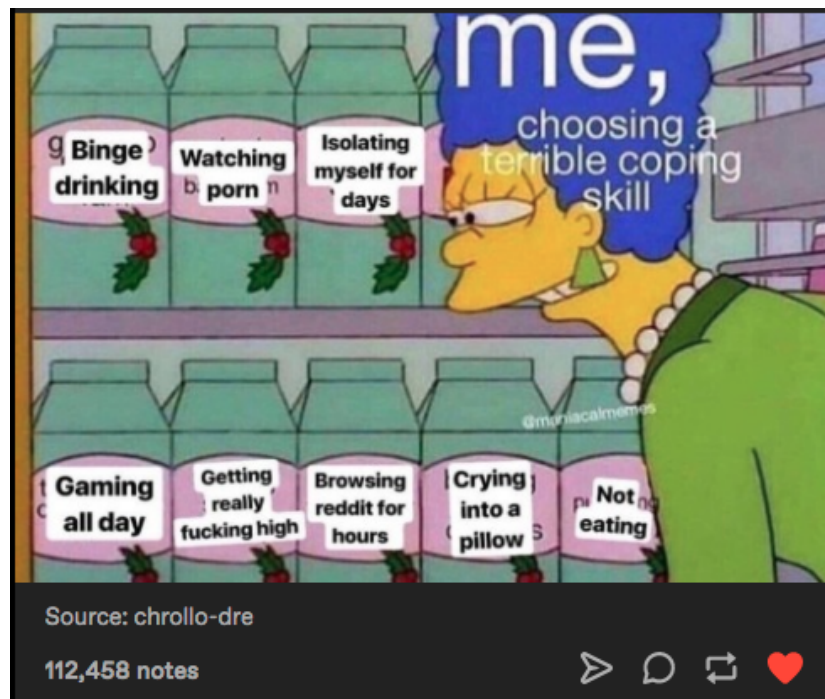 me,
choosing a
terrible coping
skill
Binge
drinking
Watching
porn
Isolating
myself for
days
@maniacalmemes
Gaming
all day
Getting
really
fucking high
Browsing
reddit for
hours
Crying
into a
pillow
Not
eating
Source: chrollo-dre
112,458 notes